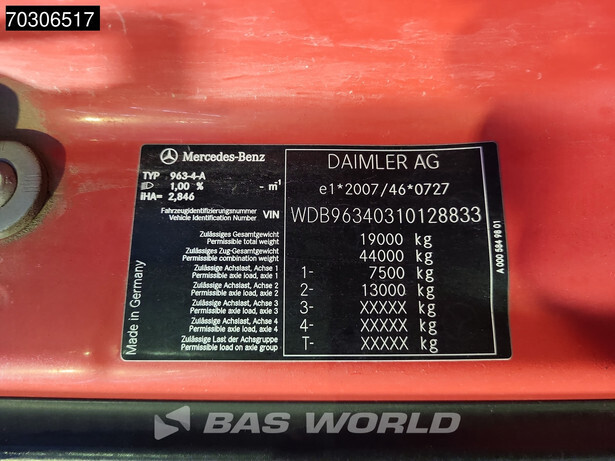 70306517
Mercedes-Benz
TYP 963-4-A
1,00 % - m-1
iHA= 2,846
Fahrzeugidentifizierungsnummer
Vehicle Identification Number VIN
Zulässiges Gesamtgewicht
Permissible total weight
Zulässiges Zug-Gesamtgewicht
Permissible combination weight
Zulässige Achslast, Achse 1
Permissible axle load, axle 1
Zulässige Achslast, Achse 2
Permissible axle load, axle 2
Zulässige Achslast, Achse 3
Permissible axle load, axle 3
Zulässige Achslast, Achse 4
Permissible axle load, axle 4
Zulässige Last der Achsgruppe
Permissible load on axle group
Made in Germany
DAIMLER AG
e1*2007/46*0727
WDB96340310128833
19000 kg
44000 kg
1- 7500 kg
2- 13000 kg
3- XXXXX kg
4- XXXXX kg
T- XXXXX kg
A 000 584 98 01
BAS WORLD